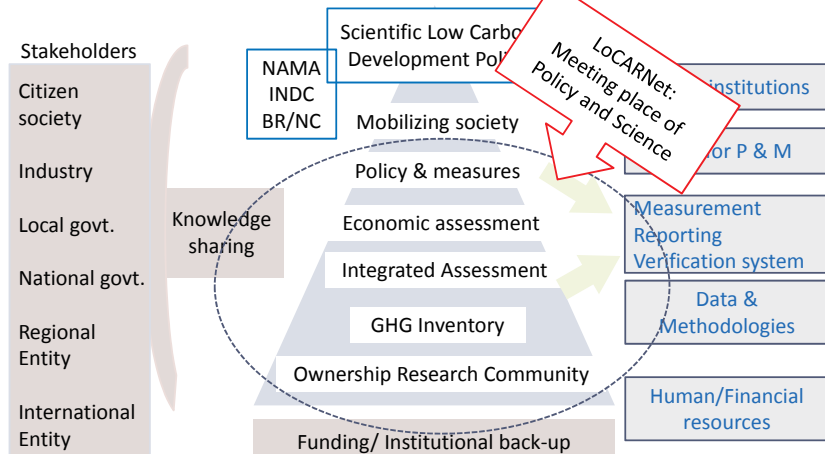 Stakeholders
Citizen
society
Industry
Local govt.
National govt.
Regional
Entity
International
Entity
Knowledge
sharing
NAMA
INDC
BR/NC
Scientific Low Carbo
Development Poli
Mobilizing society
Policy & measures
Economic assessment
Integrated Assessment
GHG Inventory
Ownership Research Community
Funding/ Institutional back-up
LoCARNet:
Meeting place of
Policy and Science
institutions
or P & M
Measurement
Reporting
Verification system
Data &
Methodologies
Human/Financial
resources